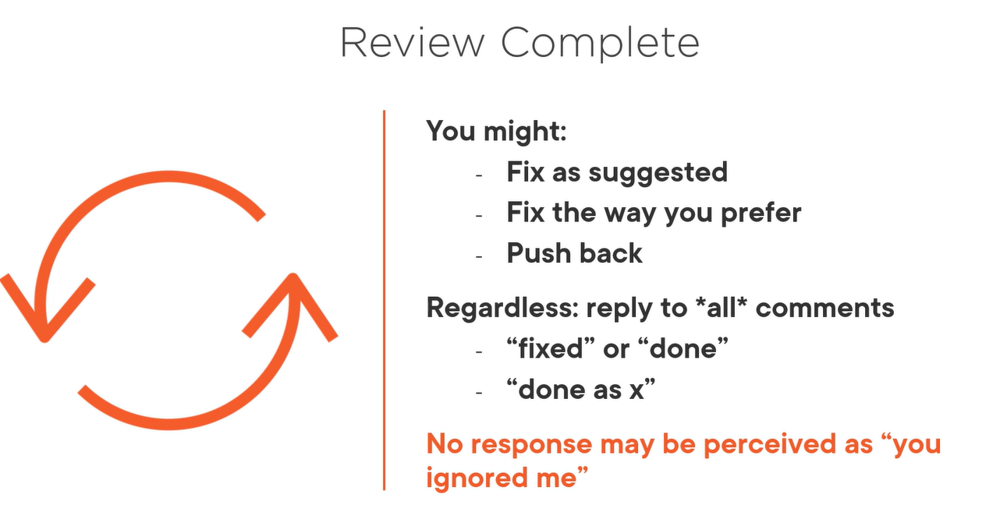 Review Complete
You might:
- Fix as suggested
- Fix the way you prefer
- Push back
Regardless: reply to *all* comments
- “fixed” or “done”
- “done as x”
No response may be perceived as “you
ignored me”